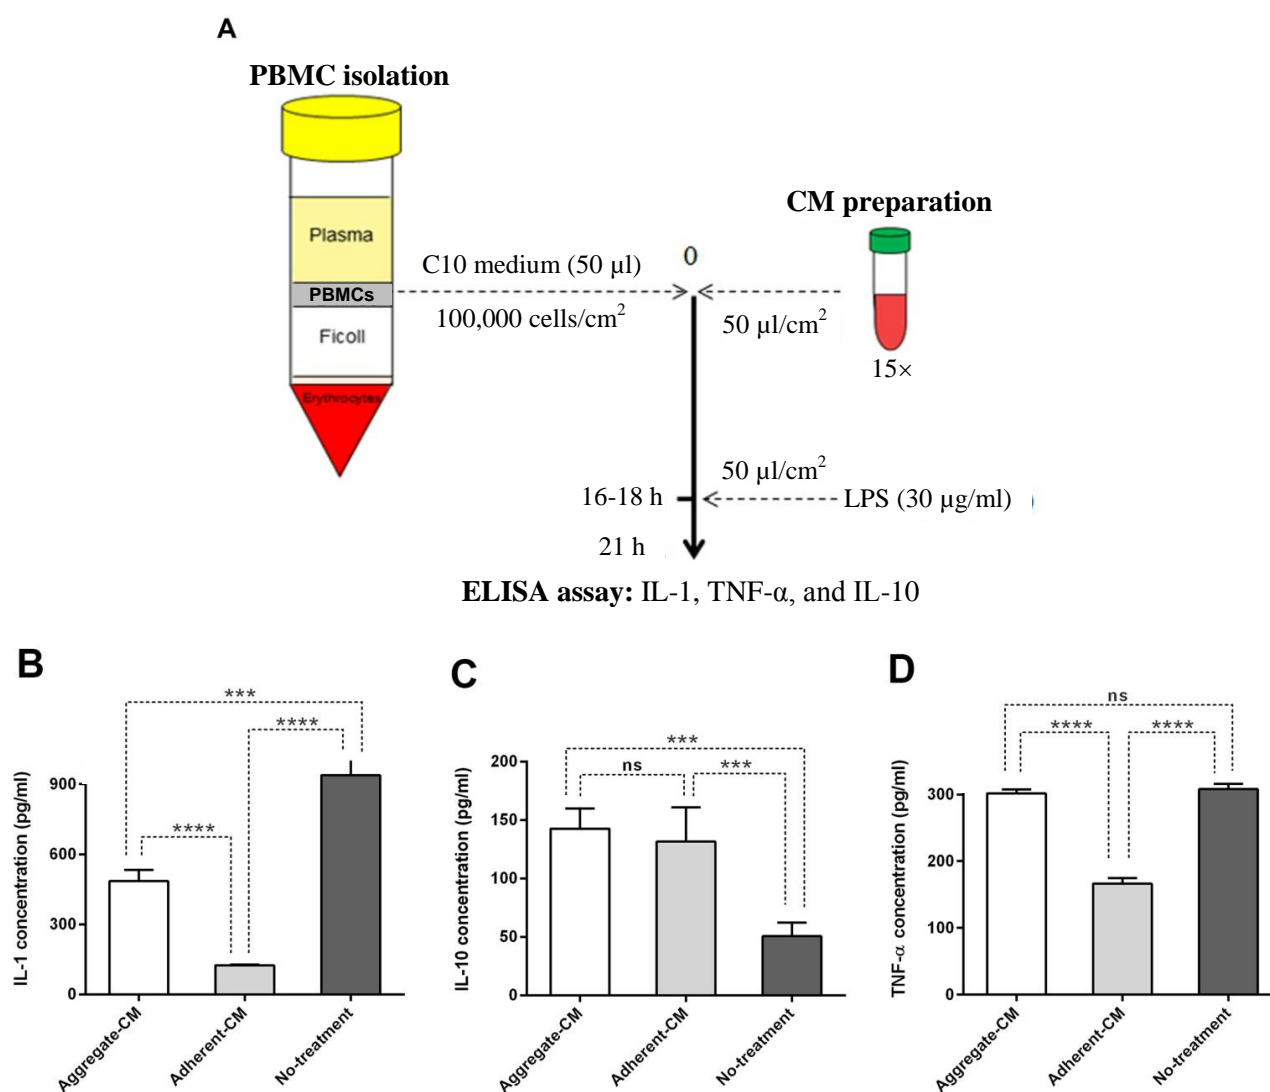 A
PBMC isolation
Plasma
PBMCs
Ficoll
Erythrocytes
C10 medium (50 µl)
100,000 cells/cm²
0
CM preparation
50 µl/cm²
15×
50 µl/cm²
16-18 h
LPS (30 µg/ml)
21 h
ELISA assay: IL-1, TNF-α, and IL-10
B
IL-1 concentration (pg/ml)
900
600
300
0
***
****
****
Aggregate-CM
Adherent-CM
No-treatment
C
IL-10 concentration (pg/ml)
200
150
100
50
0
***
ns
***
Aggregate-CM
Adherent-CM
No-treatment
D
TNF-α concentration (pg/ml)
300
200
100
0
ns
****
****
Aggregate-CM
Adherent-CM
No-treatment